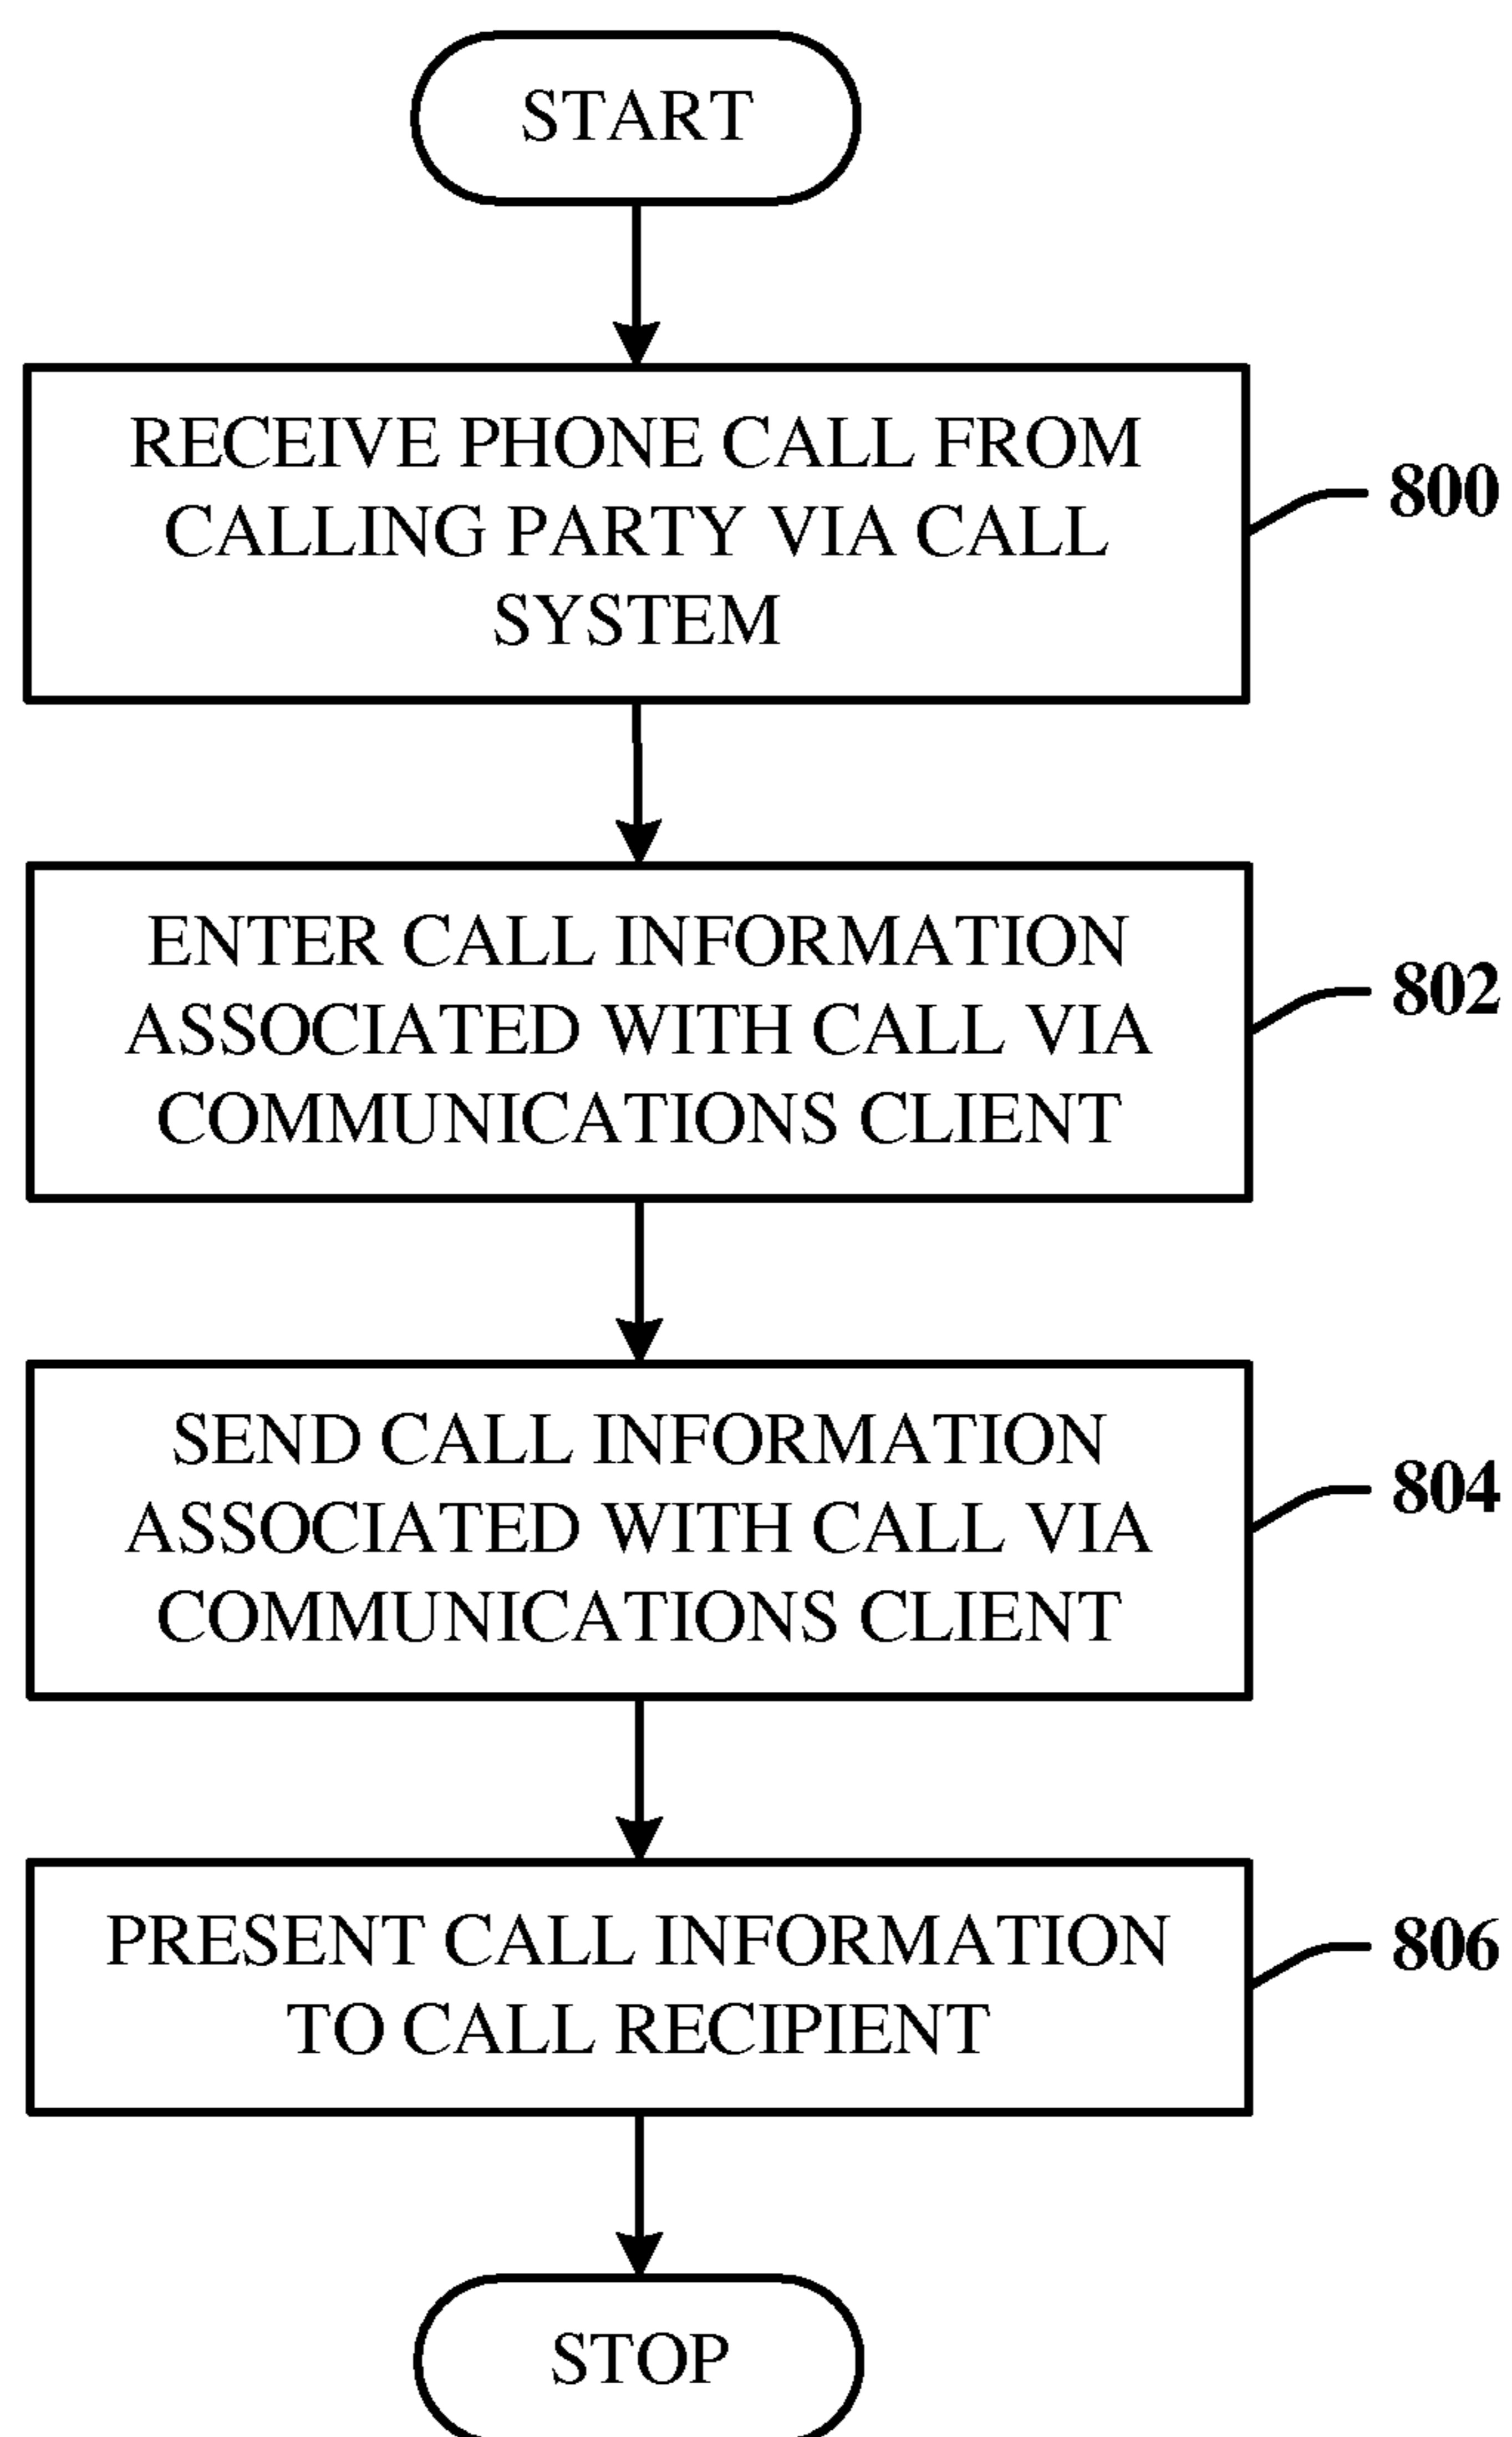 START
RECEIVE PHONE CALL FROM
CALLING PARTY VIA CALL
SYSTEM
800
ENTER CALL INFORMATION
ASSOCIATED WITH CALL VIA
COMMUNICATIONS CLIENT
802
SEND CALL INFORMATION
ASSOCIATED WITH CALL VIA
COMMUNICATIONS CLIENT
804
PRESENT CALL INFORMATION
TO CALL RECIPIENT
806
STOP